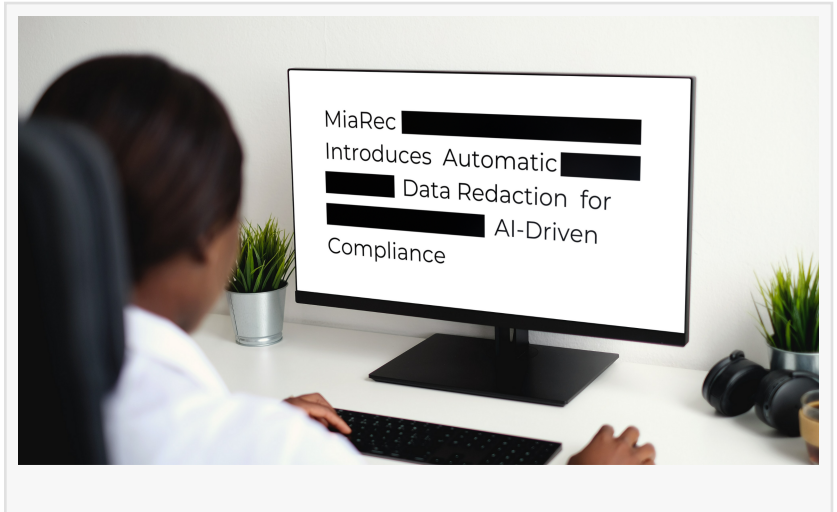 MiaRec
Introduces Automatic
Data Redaction for
AI-Driven
Compliance